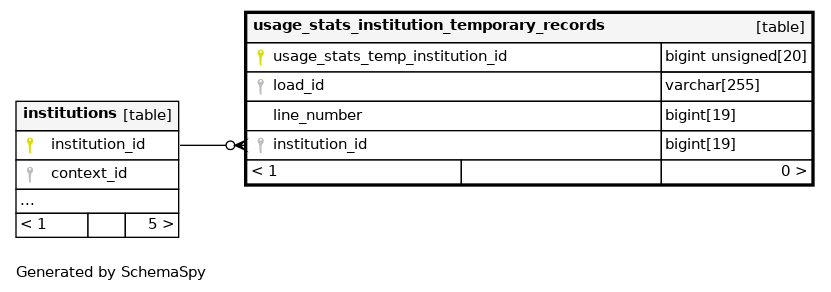 usage_stats_institution_temporary_records [table]
usage_stats_temp_institution_id bigint unsigned[20]
load_id varchar[255]
line_number bigint[19]
institution_id bigint[19]
< 1 0 >
institutions [table]
institution_id
context_id
...
< 1 5 >
Generated by SchemaSpy